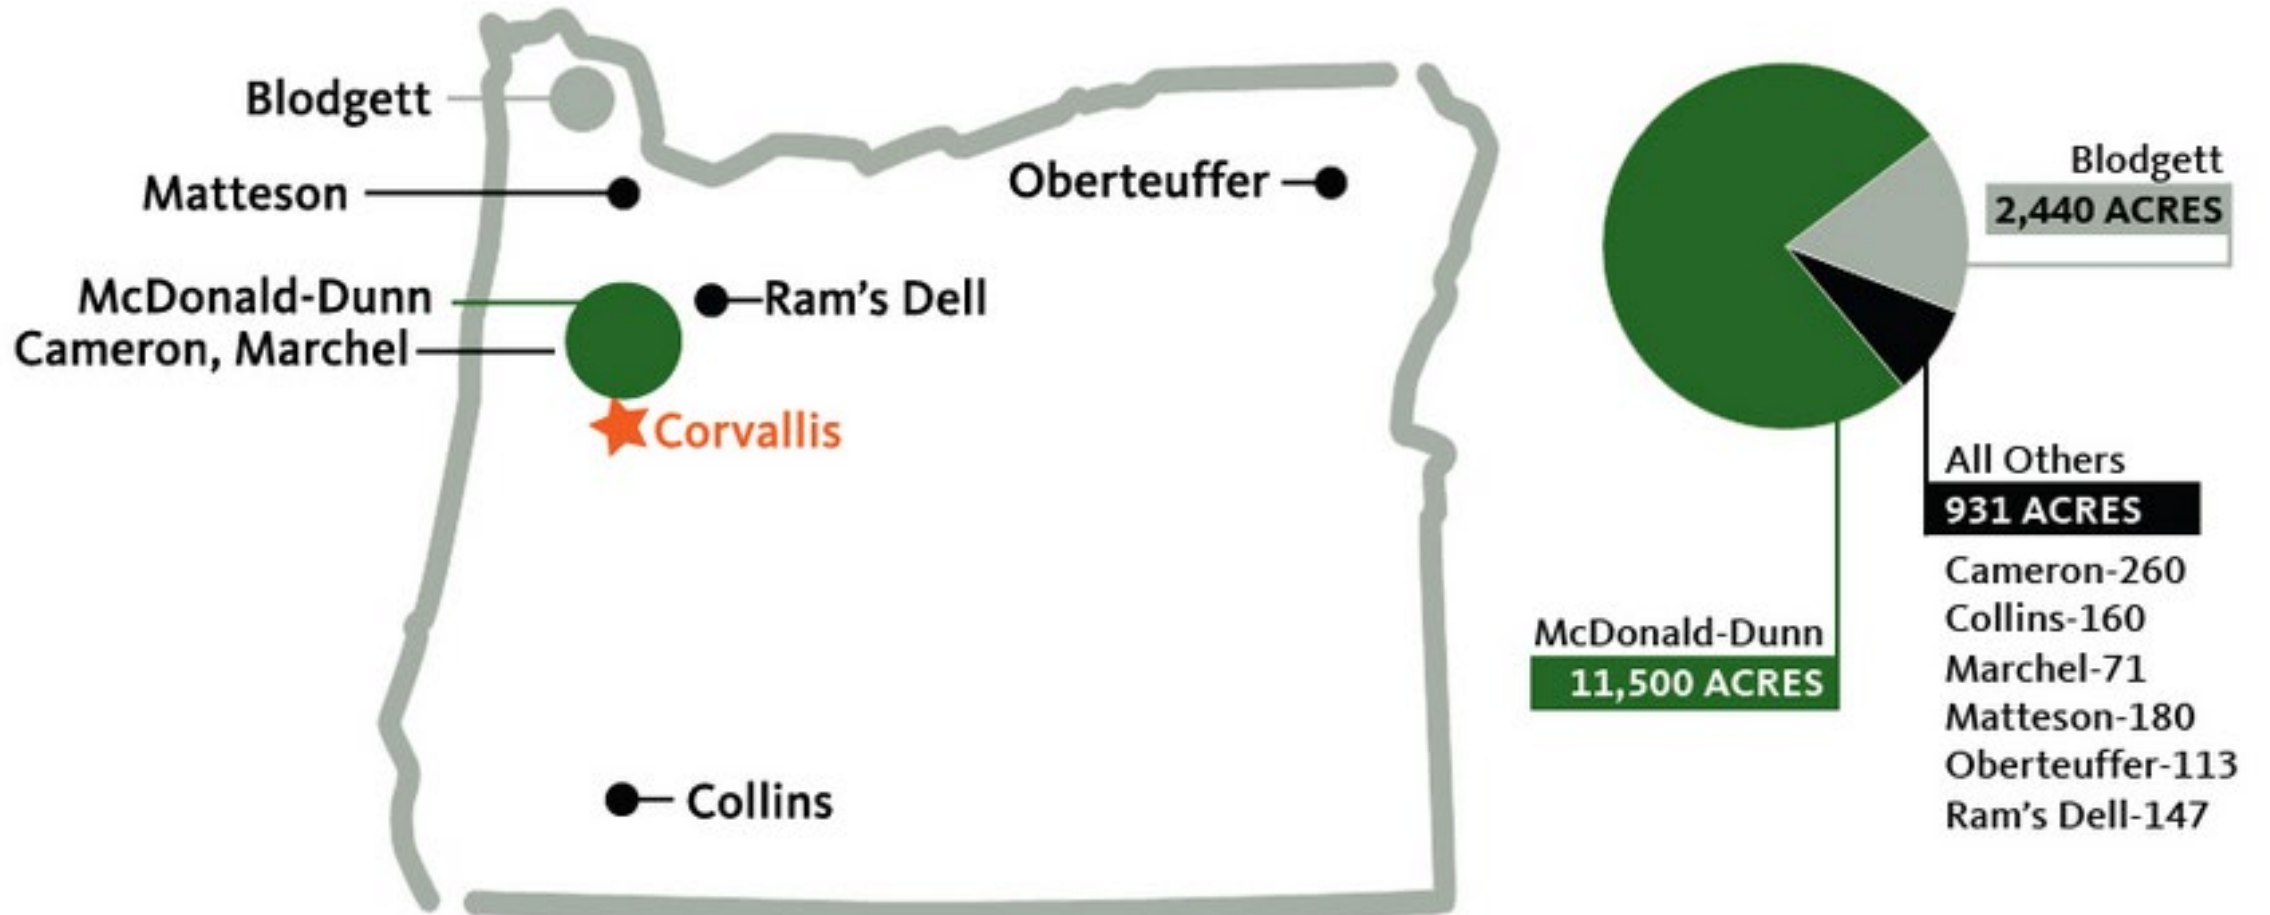 Blodgett
Matteson
Oberteuffer
McDonald-Dunn
Ram's Dell
Cameron, Marchel
Corvallis
Collins
Blodgett
2,440 ACRES
All Others
931 ACRES
Cameron-260
Collins-160
Marchel-71
Matteson-180
Oberteuffer-113
Ram's Dell-147
McDonald-Dunn
11,500 ACRES